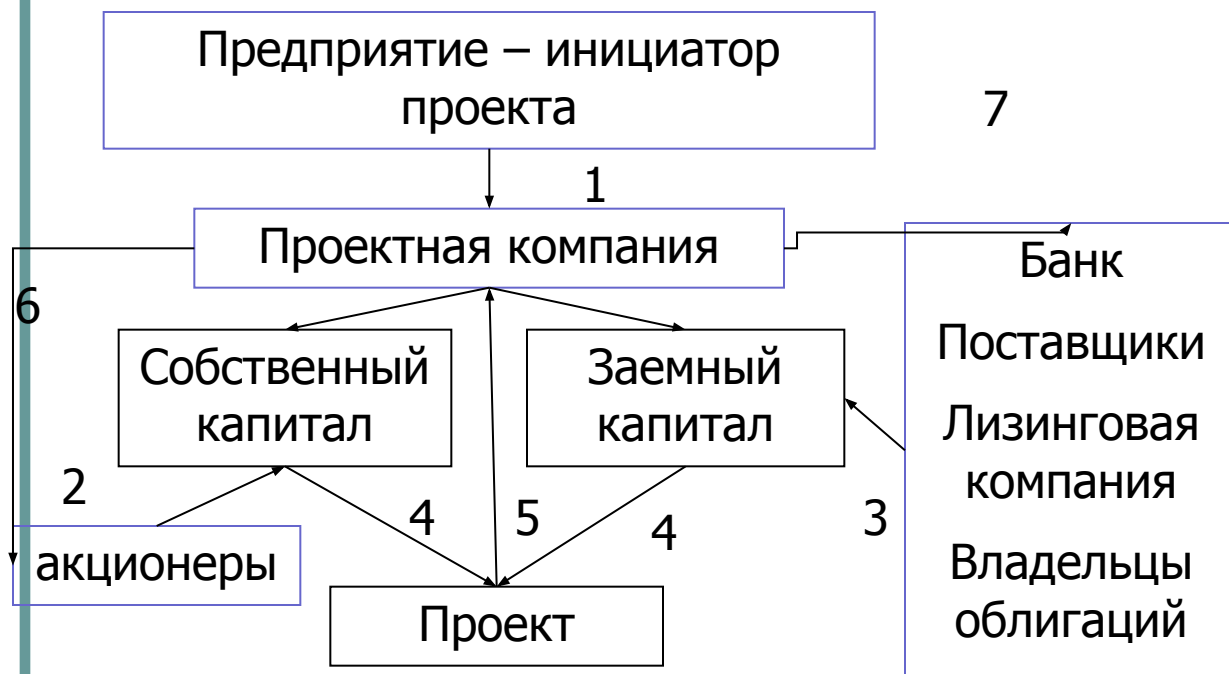 Предприятие – инициатор
проекта
7
1
Проектная компания
Банк
6
Собственный
капитал
Заемный
капитал
Поставщики
Лизинговая
компания
2
4
5
4
3
акционеры
Проект
Владельцы
облигаций